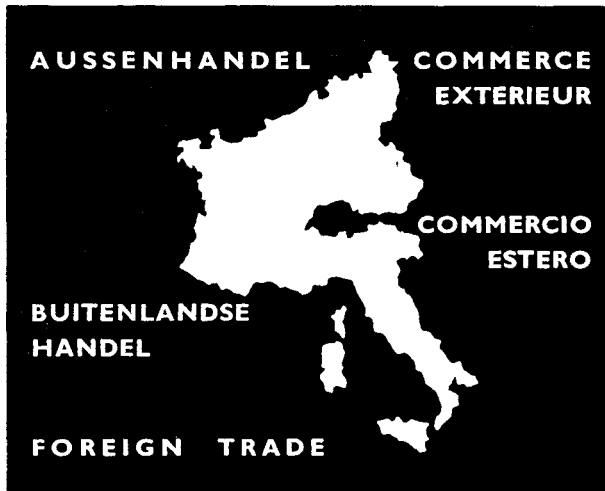 AUSSENHANDEL
COMMERCE
EXTERIEUR
COMMERCIO
ESTERO
BUITENLANDSE
HANDEL
FOREIGN TRADE